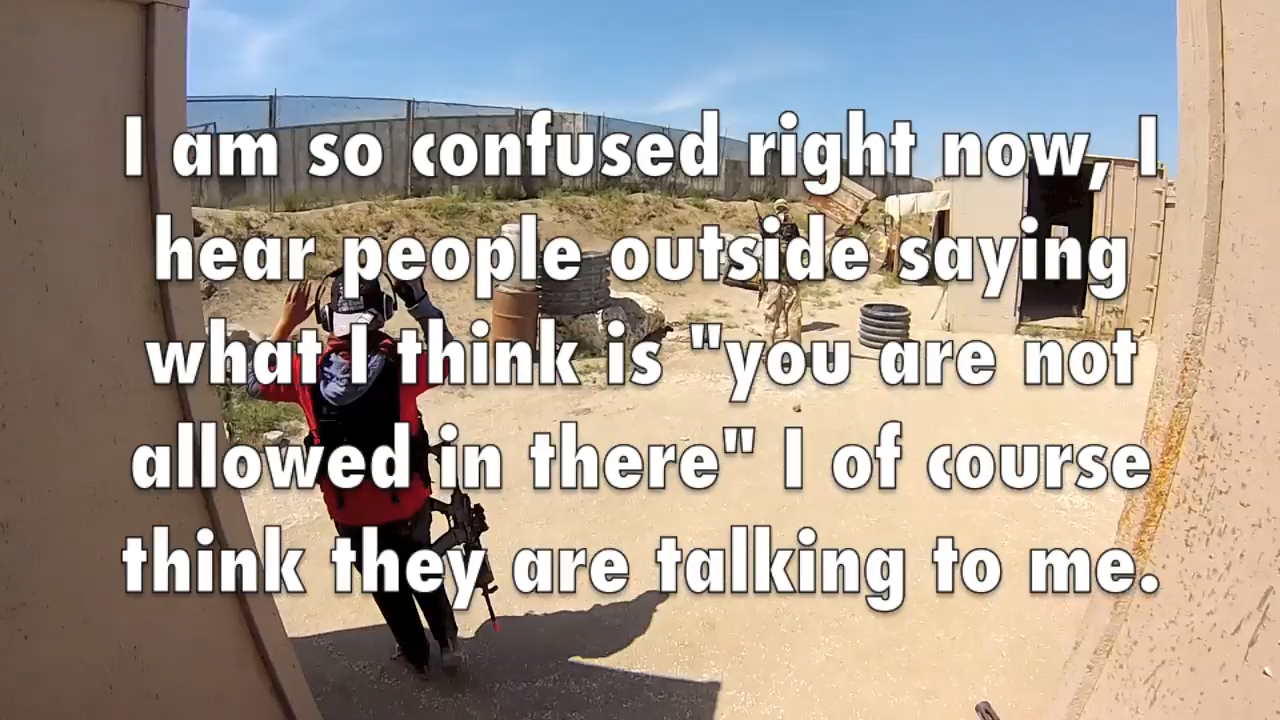 I am so confused right now, I
hear people outside saying
what I think is "you are not
allowed in there" I of course
think they are talking to me.